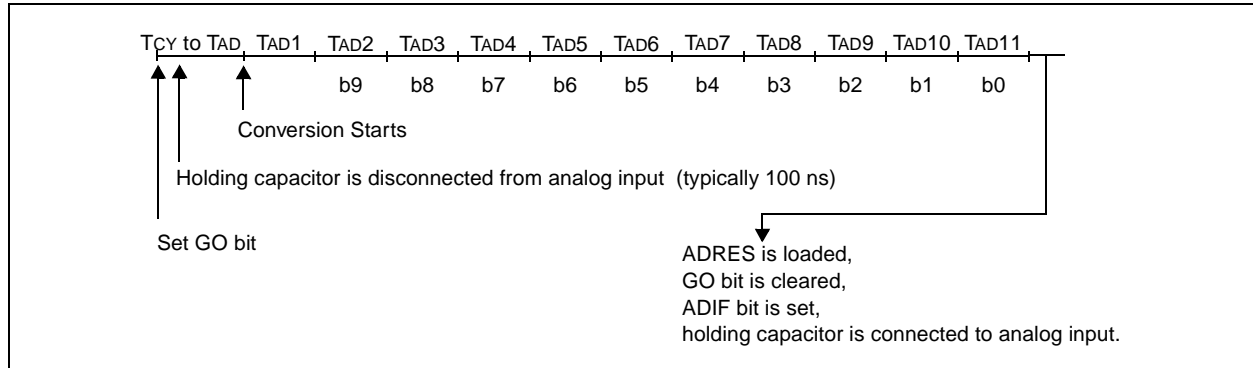 TCY to TAD TAD1 TAD2 TAD3 TAD4 TAD5 TAD6 TAD7 TAD8 TAD9 TAD10 TAD11
b9 b8 b7 b6 b5 b4 b3 b2 b1 b0
Conversion Starts
Holding capacitor is disconnected from analog input (typically 100 ns)
Set GO bit
ADRES is loaded,
GO bit is cleared,
ADIF bit is set,
holding capacitor is connected to analog input.